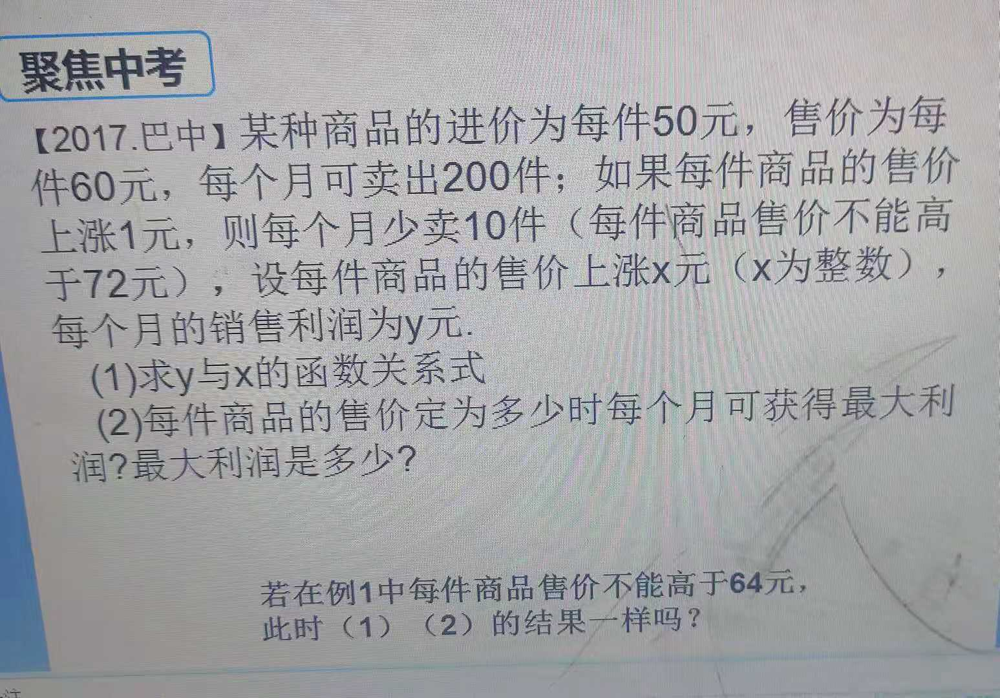 聚焦中考
【2017.巴中】某种商品的进价为每件50元，售价为每
件60元，每个月可卖出200件；如果每件商品的售价
上涨1元，则每个月少卖10件（每件商品售价不能高
于72元），设每件商品的售价上涨x元（x为整数），
每个月的销售利润为y元.
(1)求y与x的函数关系式
(2)每件商品的售价定为多少时每个月可获得最大利
润?最大利润是多少?
若在例1中每件商品售价不能高于64元，
此时（1）（2）的结果一样吗?